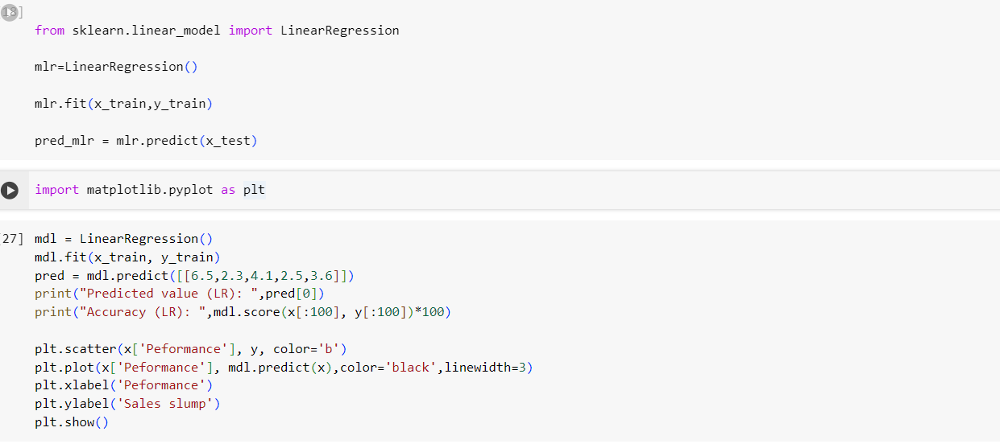 [18]
from sklearn.linear_model import LinearRegression
mlr=LinearRegression()
mlr.fit(x_train,y_train)
pred_mlr = mlr.predict(x_test)
import matplotlib.pyplot as plt
27] mdl = LinearRegression()
mdl.fit(x_train, y_train)
pred = mdl.predict([[6.5,2.3,4.1,2.5,3.6]])
print("Predicted value (LR): ",pred[0])
print("Accuracy (LR): ",mdl.score(x[:100], y[:100])*100)
plt.scatter(x['Peformance'], y, color='b')
plt.plot(x['Peformance'], mdl.predict(x),color='black',linewidth=3)
plt.xlabel('Peformance')
plt.ylabel('Sales slump')
plt.show()